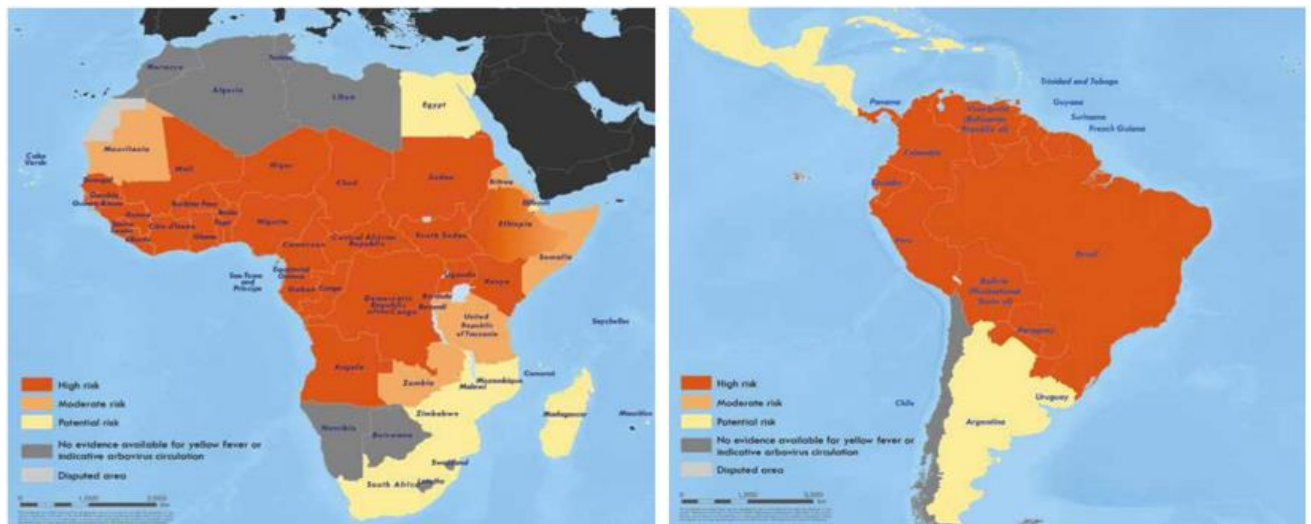 Morocco
Tunisia
Algeria
Libya
Egypt
Cabo
Verde
Mauritania
Mali
Niger
Chad
Sudan
Eritrea
Djibouti
Senegal
Gambia
Guinea-Bissau
Guinea
Sierra
Leone
Liberia
Côte d'Ivoire
Burkina Faso
Ghana
Togo
Benin
Nigeria
Cameroon
Central African
Republic
South Sudan
Ethiopia
Somalia
Equatorial
Guinea
Sao Tome
and
Principe
Gabon
Congo
Democratic
Republic
of the Congo
Uganda
Kenya
Rwanda
Burundi
United
Republic
of Tanzania
Seychelles
Angola
Zambia
Malawi
Mozambique
Comoros
Zimbabwe
Madagascar
Mauritius
Namibia
Botswana
Swaziland
Lesotho
South Africa
High risk
Moderate risk
Potential risk
No evidence available for yellow fever or
indicative arbovirus circulation
Disputed area
Panama
Venezuela
(Bolivarian
Republic of)
Trinidad and Tobago
Guyana
Suriname
French Guiana
Colombia
Ecuador
Peru
Brazil
Bolivia
(Plurinational
State of)
Paraguay
Chile
Argentina
Uruguay
High risk
Moderate risk
Potential risk
No evidence available for yellow fever or
indicative arbovirus circulation
Disputed area